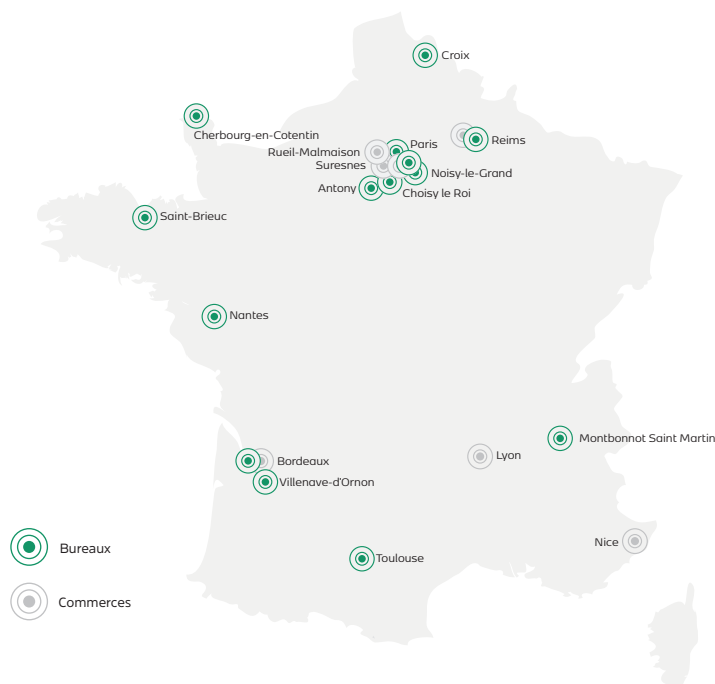 Croix
Cherbourg-en-Cotentin
Paris
Reims
Rueil-Malmaison
Suresnes
Noisy-le-Grand
Antony
Choisy le Roi
Saint-Brieuc
Nantes
Montbonnot Saint Martin
Lyon
Bordeaux
Villenave-d'Ornon
Nice
Bureaux
Toulouse
Commerces